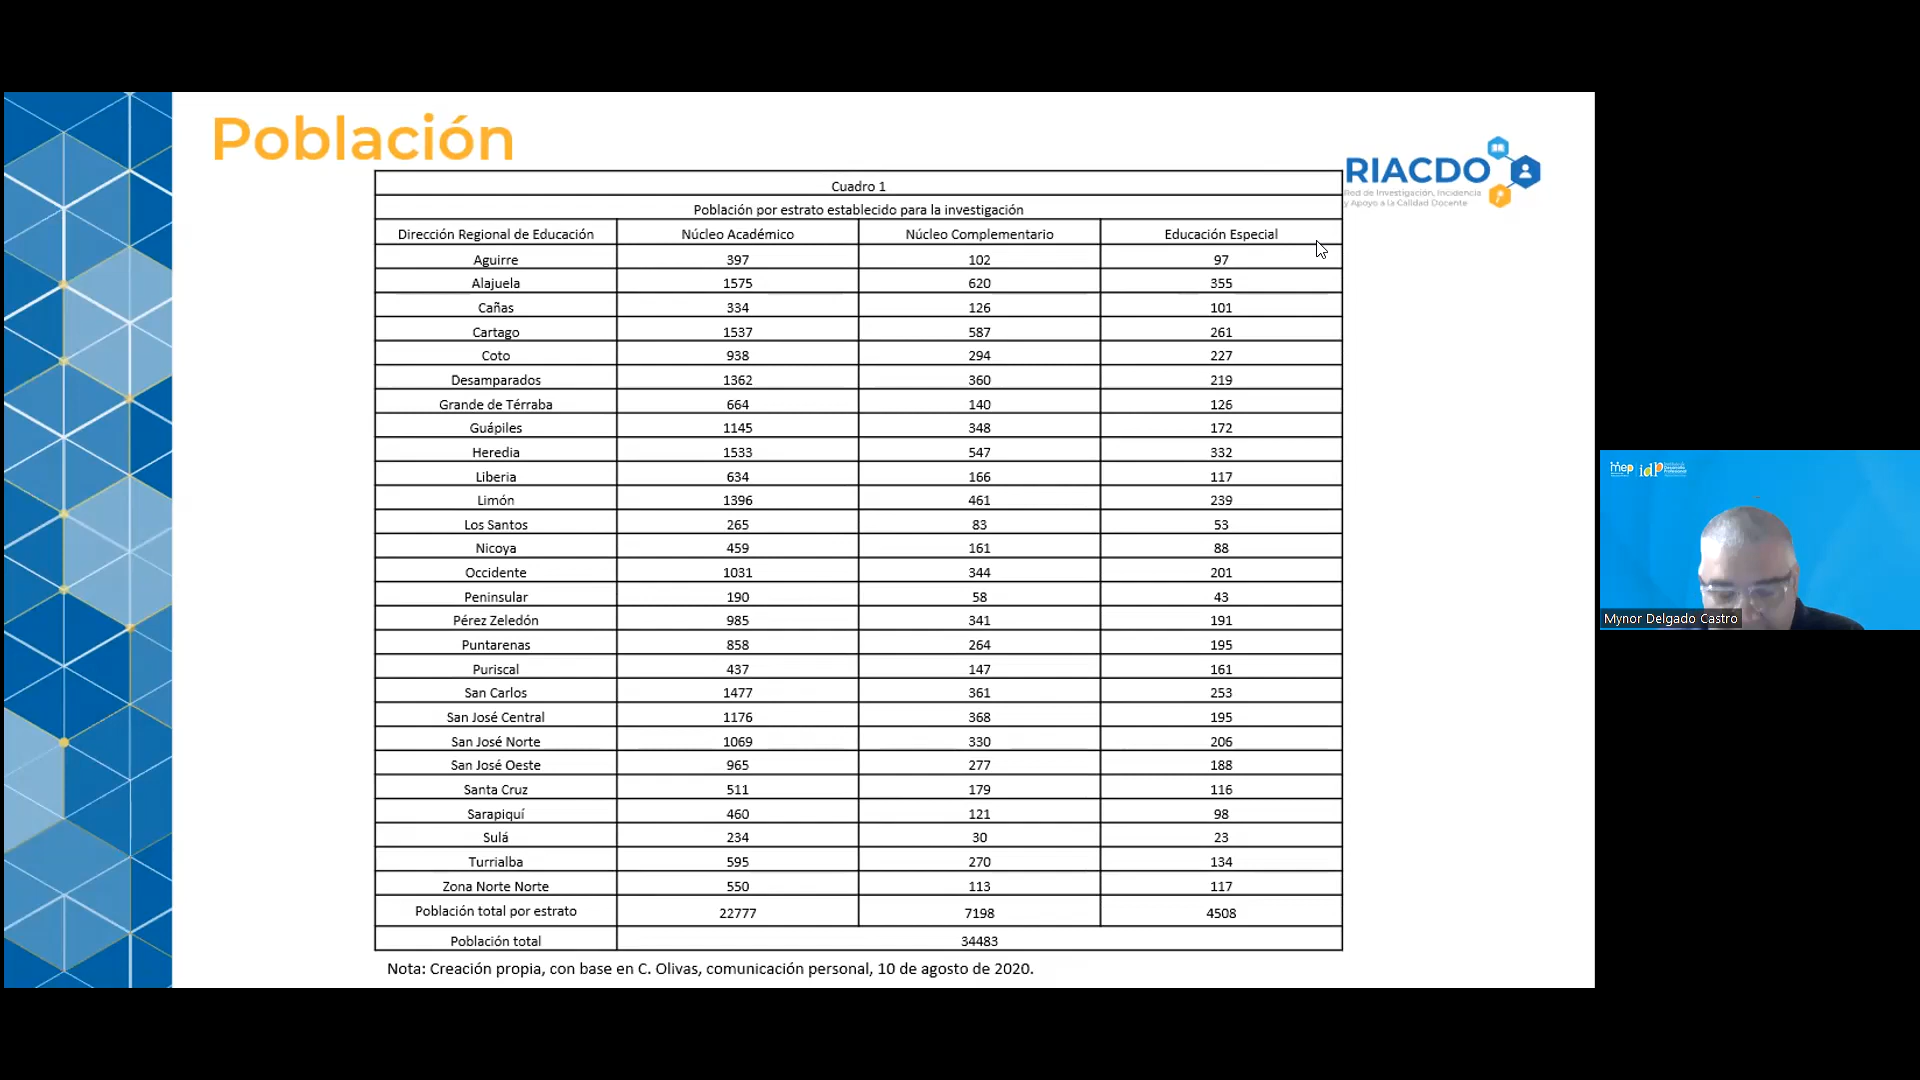 Población
RIACDO
Red de Investigación, Incidencia
y Apoyo a la Calidad Docente
Cuadro 1
Población por estrato establecido para la investigación
Dirección Regional de Educación Núcleo Académico Núcleo Complementario Educación Especial
Aguirre 397 102 97
Alajuela 1575 620 355
Cañas 334 126 101
Cartago 1537 587 261
Coto 938 294 227
Desamparados 1362 360 219
Grande de Térraba 664 140 126
Guápiles 1145 348 172
Heredia 1533 547 332
Liberia 634 166 117
Limón 1396 461 239
Los Santos 265 83 53
Nicoya 459 161 88
Occidente 1031 344 201
Peninsular 190 58 43
Pérez Zeledón 985 341 191
Puntarenas 858 264 195
Puriscal 437 147 161
San Carlos 1477 361 253
San José Central 1176 368 195
San José Norte 1069 330 206
San José Oeste 965 277 188
Santa Cruz 511 179 116
Sarapiquí 460 121 98
Sulá 234 30 23
Turrialba 595 270 134
Zona Norte Norte 550 113 117
Población total por estrato 22777 7198 4508
Población total 34483
Nota: Creación propia, con base en C. Olivas, comunicación personal, 10 de agosto de 2020.
mep idp
Mynor Delgado Castro